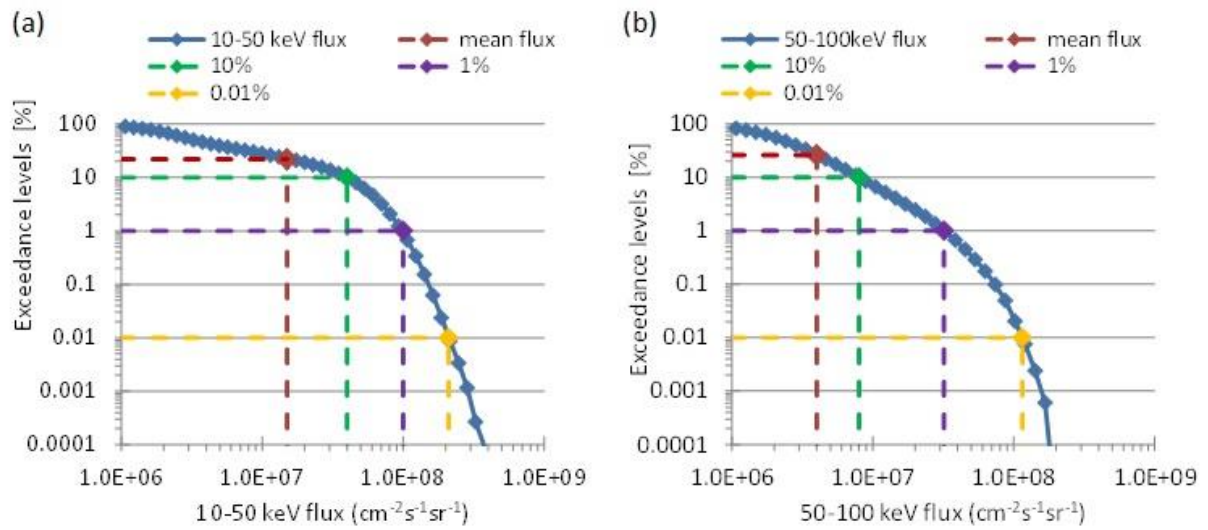 (a)
10-50 keV flux
mean flux
10%
1%
0.01%
Exceedance levels [%]
100
10
1
0.1
0.01
0.001
0.0001
1.0E+06 1.0E+07 1.0E+08 1.0E+09
10-50 keV flux (cm⁻²s⁻¹sr⁻¹)
(b)
50-100keV flux
mean flux
10%
1%
0.01%
Exceedance levels [%]
100
10
1
0.1
0.01
0.001
0.0001
1.0E+06 1.0E+07 1.0E+08 1.0E+09
50-100 keV flux (cm⁻²s⁻¹sr⁻¹)